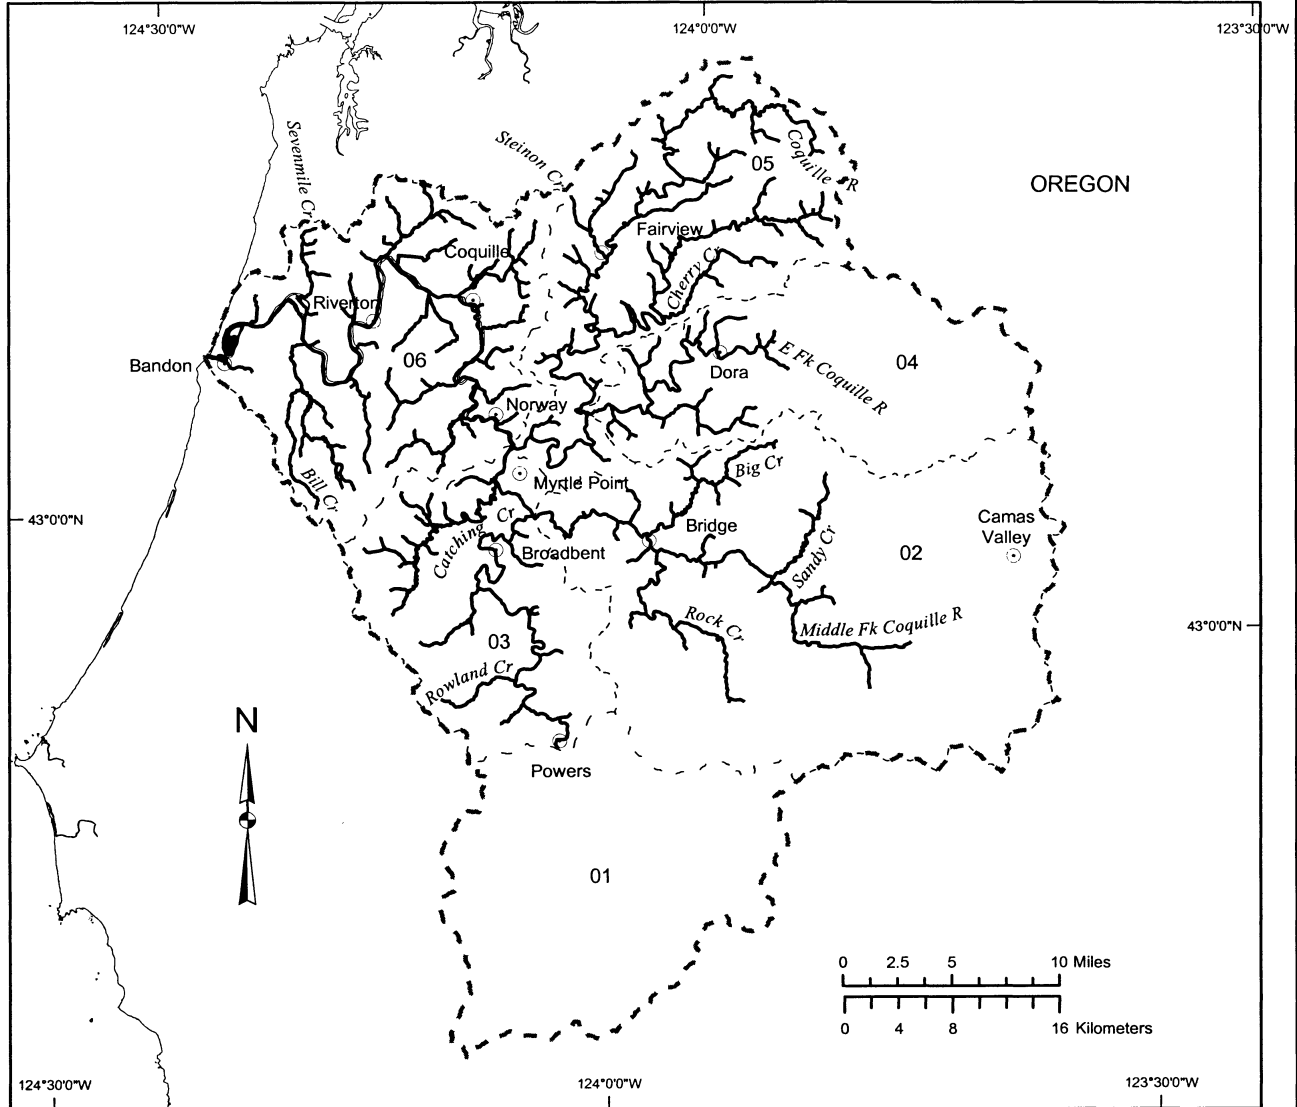 124°30'0"W
124°0'0"W
123°30'0"W
Sevenmile Cr
Steinon Cr
Coquille R
05
OREGON
Fairview
Coquille
Cherry Cr
Riverton
Bandon
06
Dora
E Fk Coquille R
04
Norway
Big Cr
Myrtle Point
Bill Cr
43°0'0"N
Catching Cr
Bridge
Camas
Valley
Broadbent
Sandy Cr
02
Rock Cr
Middle Fk Coquille R
43°0'0"N
03
Rowland Cr
N
Powers
01
0 2.5 5 10 Miles
0 4 8 16 Kilometers
124°30'0"W
124°0'0"W
123°30'0"W